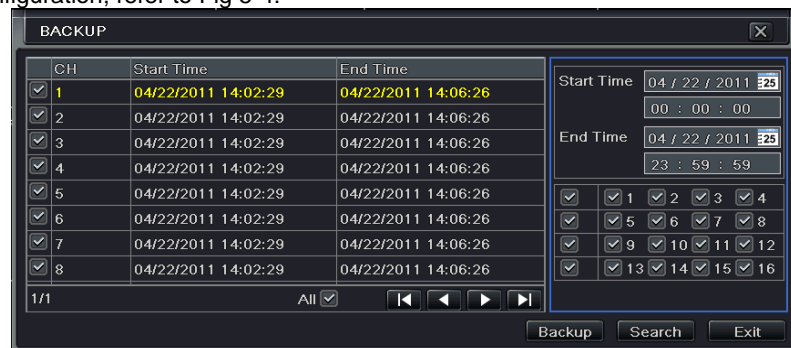 figuration, refer to Fig 8-4.
BACKUP
CH Start Time End Time
1 04/22/2011 14:02:29 04/22/2011 14:06:26
2 04/22/2011 14:02:29 04/22/2011 14:06:26
3 04/22/2011 14:02:29 04/22/2011 14:06:26
4 04/22/2011 14:02:29 04/22/2011 14:06:26
5 04/22/2011 14:02:29 04/22/2011 14:06:26
6 04/22/2011 14:02:29 04/22/2011 14:06:26
7 04/22/2011 14:02:29 04/22/2011 14:06:26
8 04/22/2011 14:02:29 04/22/2011 14:06:26
1/1 All
Start Time 04 / 22 / 2011 25
00 : 00 : 00
End Time 04 / 22 / 2011 25
23 : 59 : 59
1 2 3 4
5 6 7 8
9 10 11 12
13 14 15 16
Backup Search Exit